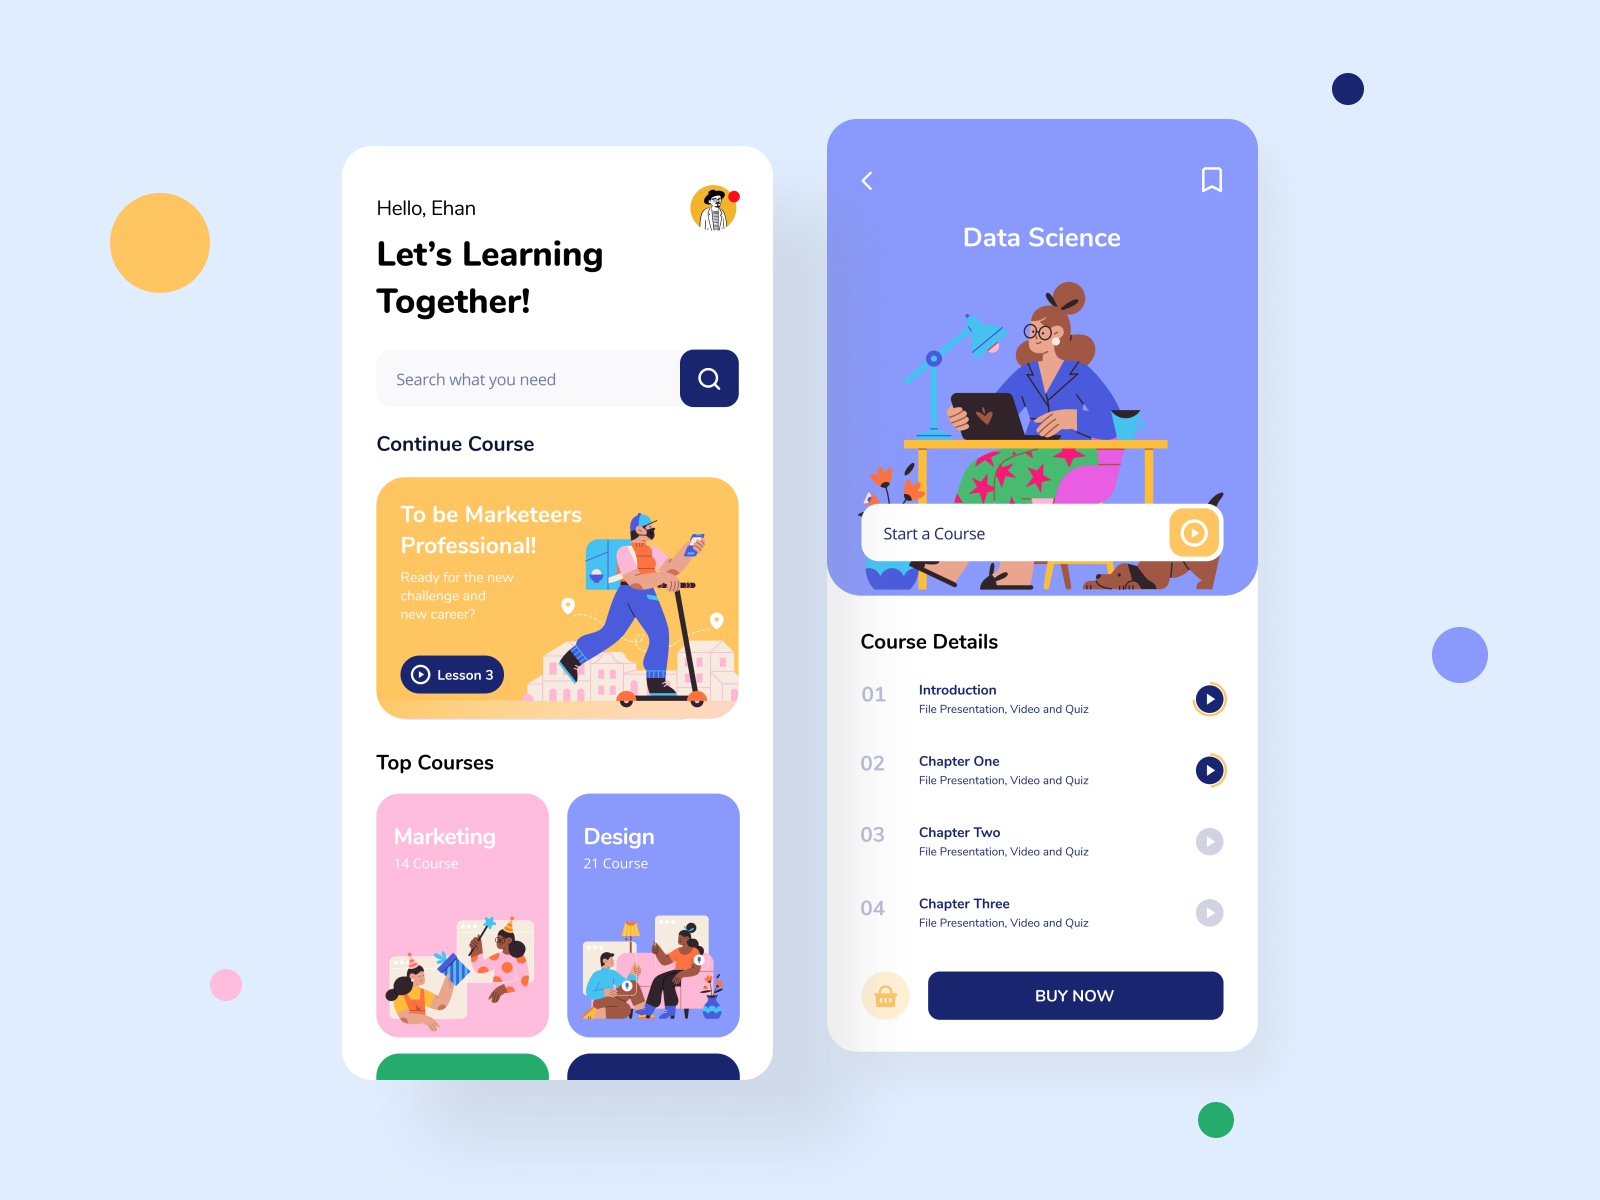 Hello, Ehan
Let's Learning
Together!
Search what you need
Continue Course
To be Marketeers
Professional!
Ready for the new
challenge and
new career?
Lesson 3
Top Courses
Marketing
14 Course
Design
21 Course
Data Science
Start a Course
Course Details
01
Introduction
File Presentation, Video and Quiz
02
Chapter One
File Presentation, Video and Quiz
03
Chapter Two
File Presentation, Video and Quiz
04
Chapter Three
File Presentation, Video and Quiz
BUY NOW